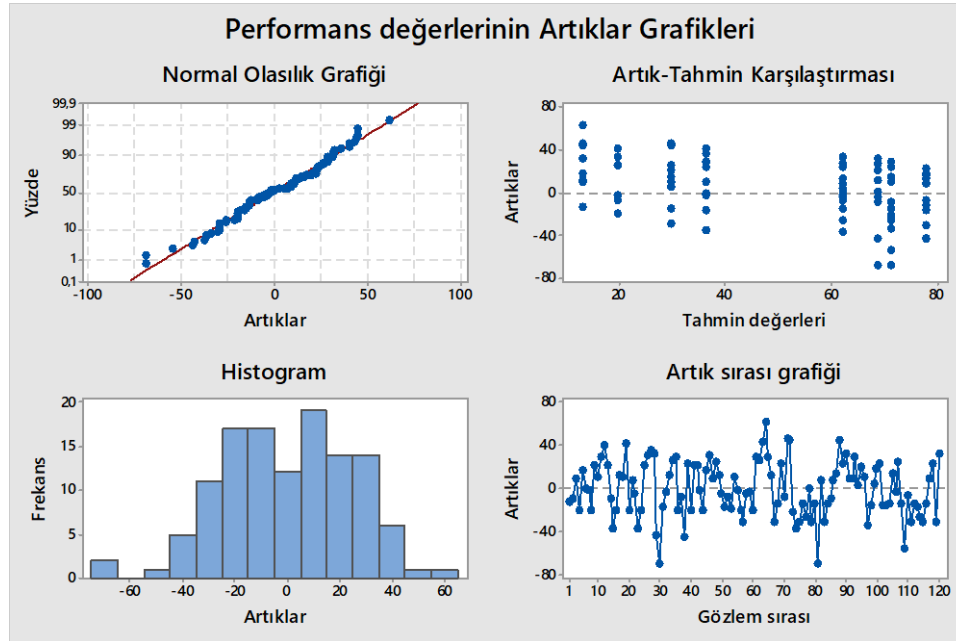 Performans değerlerinin Artıklar Grafikleri
Normal Olasılık Grafiği
99,9
99
90
50
10
1
0,1
Yüzde
-100 -50 0 50 100
Artıklar
Artık-Tahmin Karşılaştırması
80
40
0
-40
-80
Artıklar
20 40 60 80
Tahmin değerleri
Histogram
20
15
10
5
0
Frekans
-60 -40 -20 0 20 40 60
Artıklar
Artık sırası grafiği
80
40
0
-40
-80
Artıklar
1 10 20 30 40 50 60 70 80 90 100 110 120
Gözlem sırası